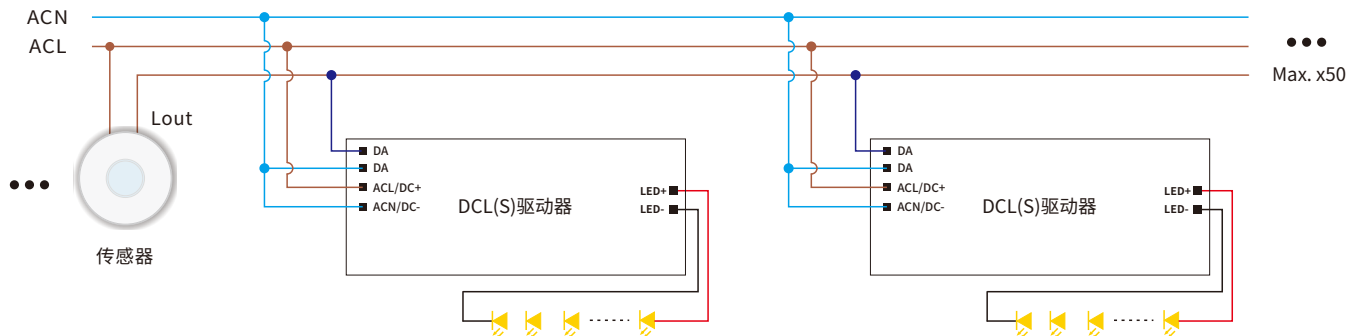 ACN
ACL
Max. x50
Lout
传感器
DA
DA
ACL/DC+
ACN/DC-
DCL(S)驱动器
LED+
LED-
DA
DA
ACL/DC+
ACN/DC-
DCL(S)驱动器
LED+
LED-